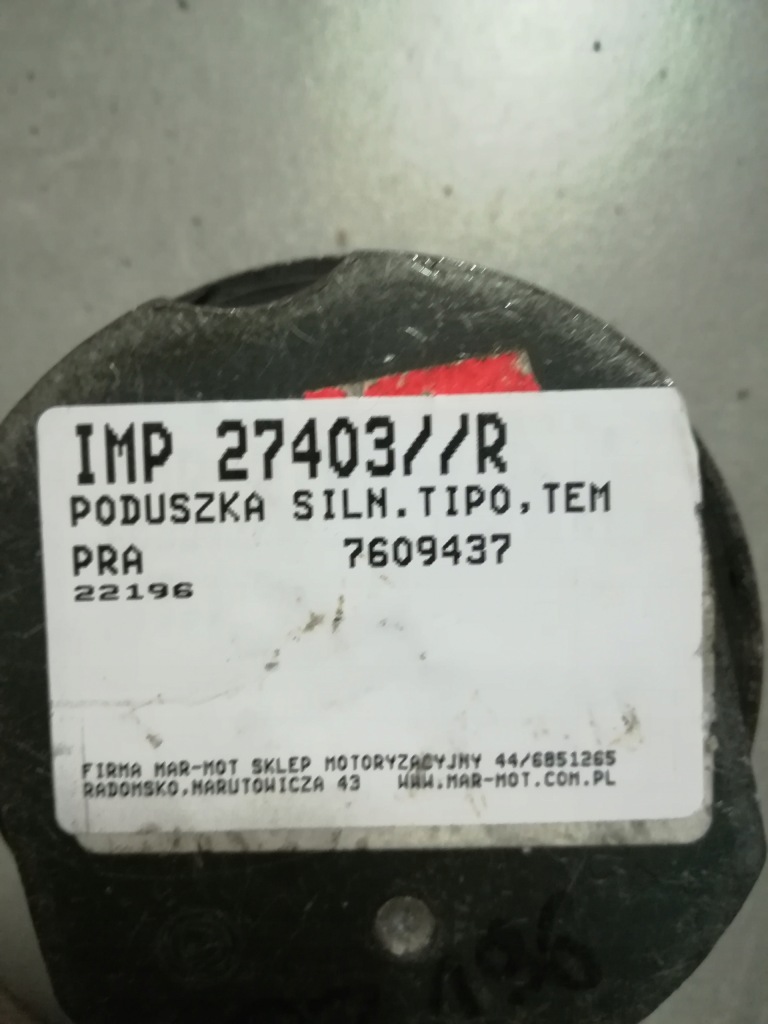 IMP 27403//R
PODUSZKA SILN.TIPO,TEM
PRA 7609437
22196
FIRMA MAR-MOT SKLEP MOTORYZACYJNY 44/6851265
RADOMSKO,NARUTOWICZA 43 WWW.MAR-MOT.COM.PL
196